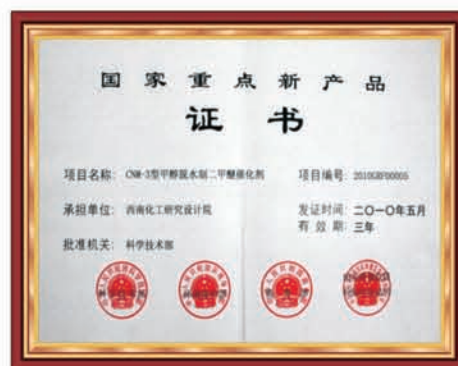 国家重点新产品
证书
项目名称: CNM-3型甲醇脱水制二甲醚催化剂
项目编号: 2010GRF00005
承担单位: 西南化工研究设计院
发证时间: 二〇一〇年五月
有效期: 三年
批准机关: 科学技术部